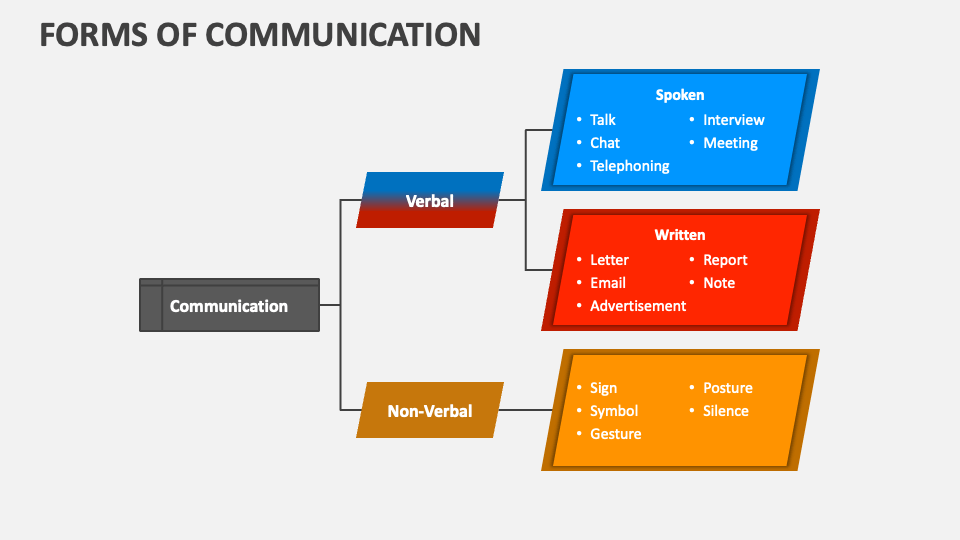 FORMS OF COMMUNICATION
Communication
Verbal
Non-Verbal
Spoken
• Talk
• Chat
• Telephoning
• Interview
• Meeting
Written
• Letter
• Email
• Advertisement
• Report
• Note
• Sign
• Symbol
• Gesture
• Posture
• Silence